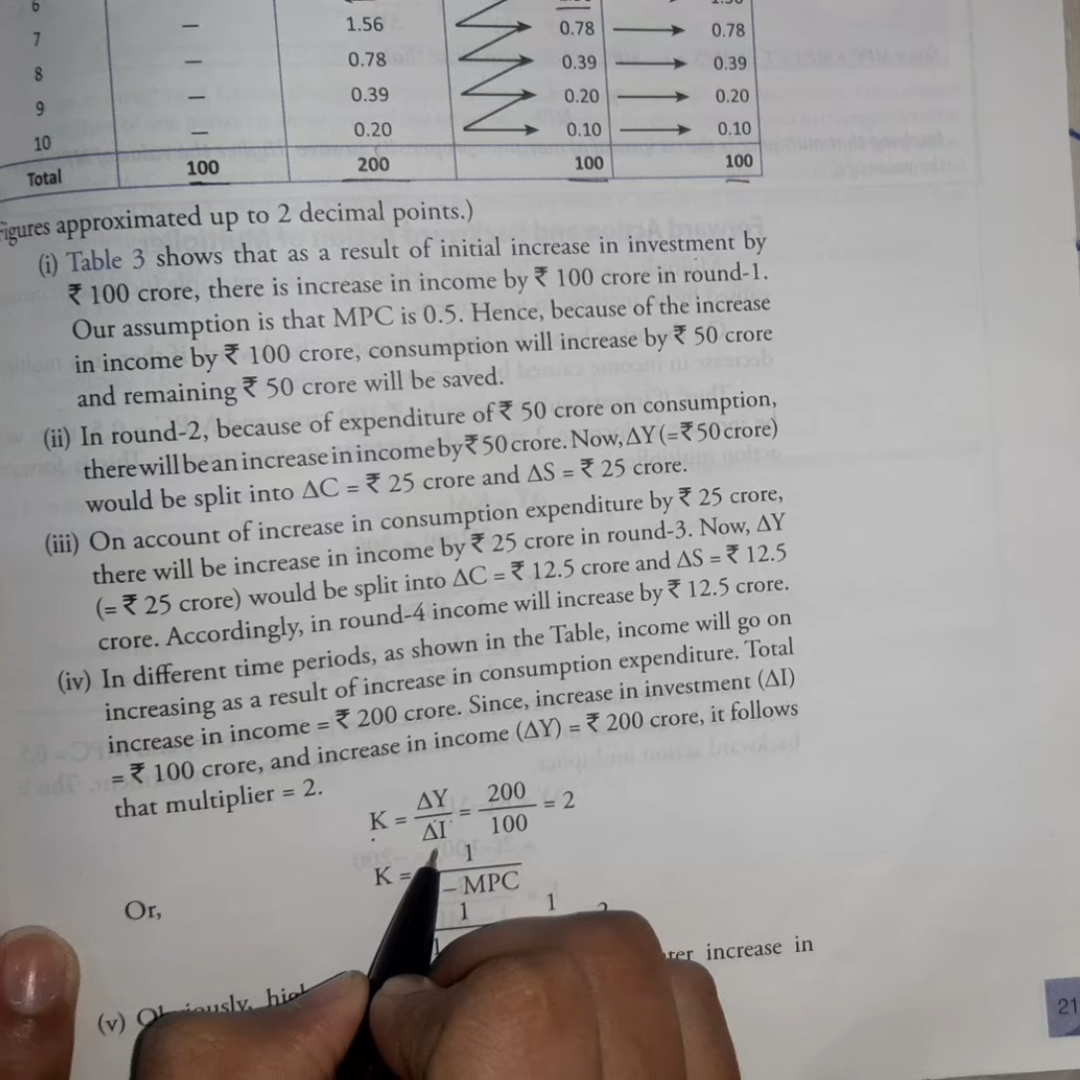 6
7 — 1.56 0.78 0.78
8 — 0.78 0.39 0.39
9 — 0.39 0.20 0.20
10 — 0.20 0.10 0.10
Total 100 200 100 100
Figures approximated up to 2 decimal points.)
(i) Table 3 shows that as a result of initial increase in investment by
₹ 100 crore, there is increase in income by ₹ 100 crore in round-1.
Our assumption is that MPC is 0.5. Hence, because of the increase
in income by ₹ 100 crore, consumption will increase by ₹ 50 crore
and remaining ₹ 50 crore will be saved.
(ii) In round-2, because of expenditure of ₹ 50 crore on consumption,
there will be an increase in income by ₹ 50 crore. Now, ΔY (= ₹ 50 crore)
would be split into ΔC = ₹ 25 crore and ΔS = ₹ 25 crore.
(iii) On account of increase in consumption expenditure by ₹ 25 crore,
there will be increase in income by ₹ 25 crore in round-3. Now, ΔY
(= ₹ 25 crore) would be split into ΔC = ₹ 12.5 crore and ΔS = ₹ 12.5
crore. Accordingly, in round-4 income will increase by ₹ 12.5 crore.
(iv) In different time periods, as shown in the Table, income will go on
increasing as a result of increase in consumption expenditure. Total
increase in income = ₹ 200 crore. Since, increase in investment (ΔI)
= ₹ 100 crore, and increase in income (ΔY) = ₹ 200 crore, it follows
that multiplier = 2.
K = ΔY/ΔI = 200/100 = 2
Or, K = 1/ – MPC
1 1
increase in
(v)
21